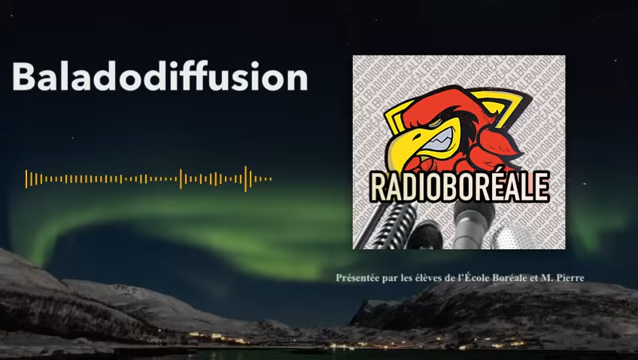 Baladodiffusion
RADIOBORÉALE
Présentée par les élèves de l'École Boréale et M. Pierre